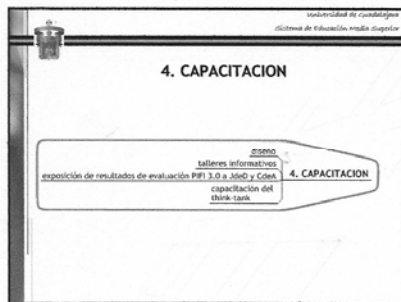 Universidad de Guadalajara
Sistema de Educación Media Superior
4. CAPACITACION
diseño
talleres informativos
exposición de resultados de evaluación PIFI 3.0 a JdeD y CdeA
4. CAPACITACION
capacitación del
think-tank